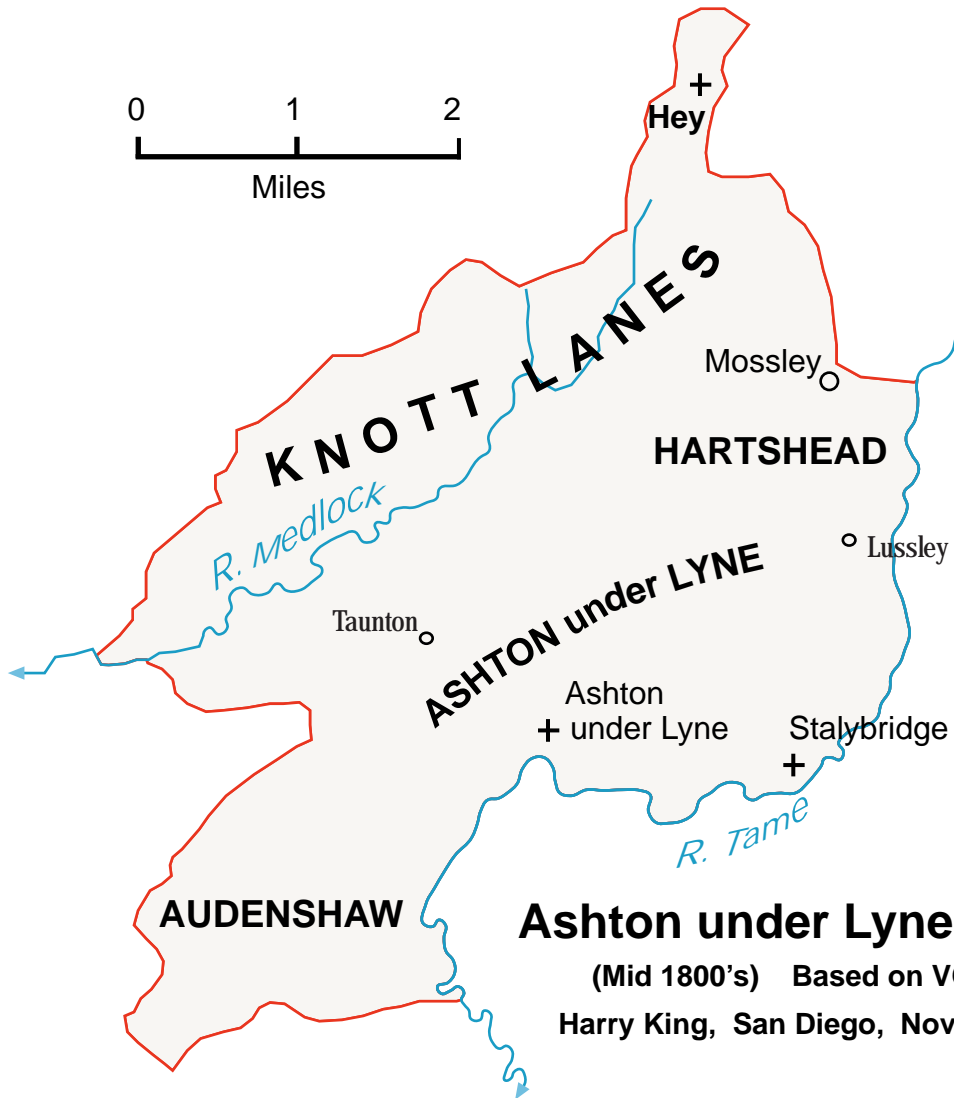 0 1 2
Miles
Hey
KNOTT LANES
Mossley
HARTSHEAD
R. Medlock
Lussley
Taunton
ASHTON under LYNE
Ashton
under Lyne
Stalybridge
R. Tame
AUDENSHAW
Ashton under Lyne
(Mid 1800's) Based on
Harry King, San Diego, Nov